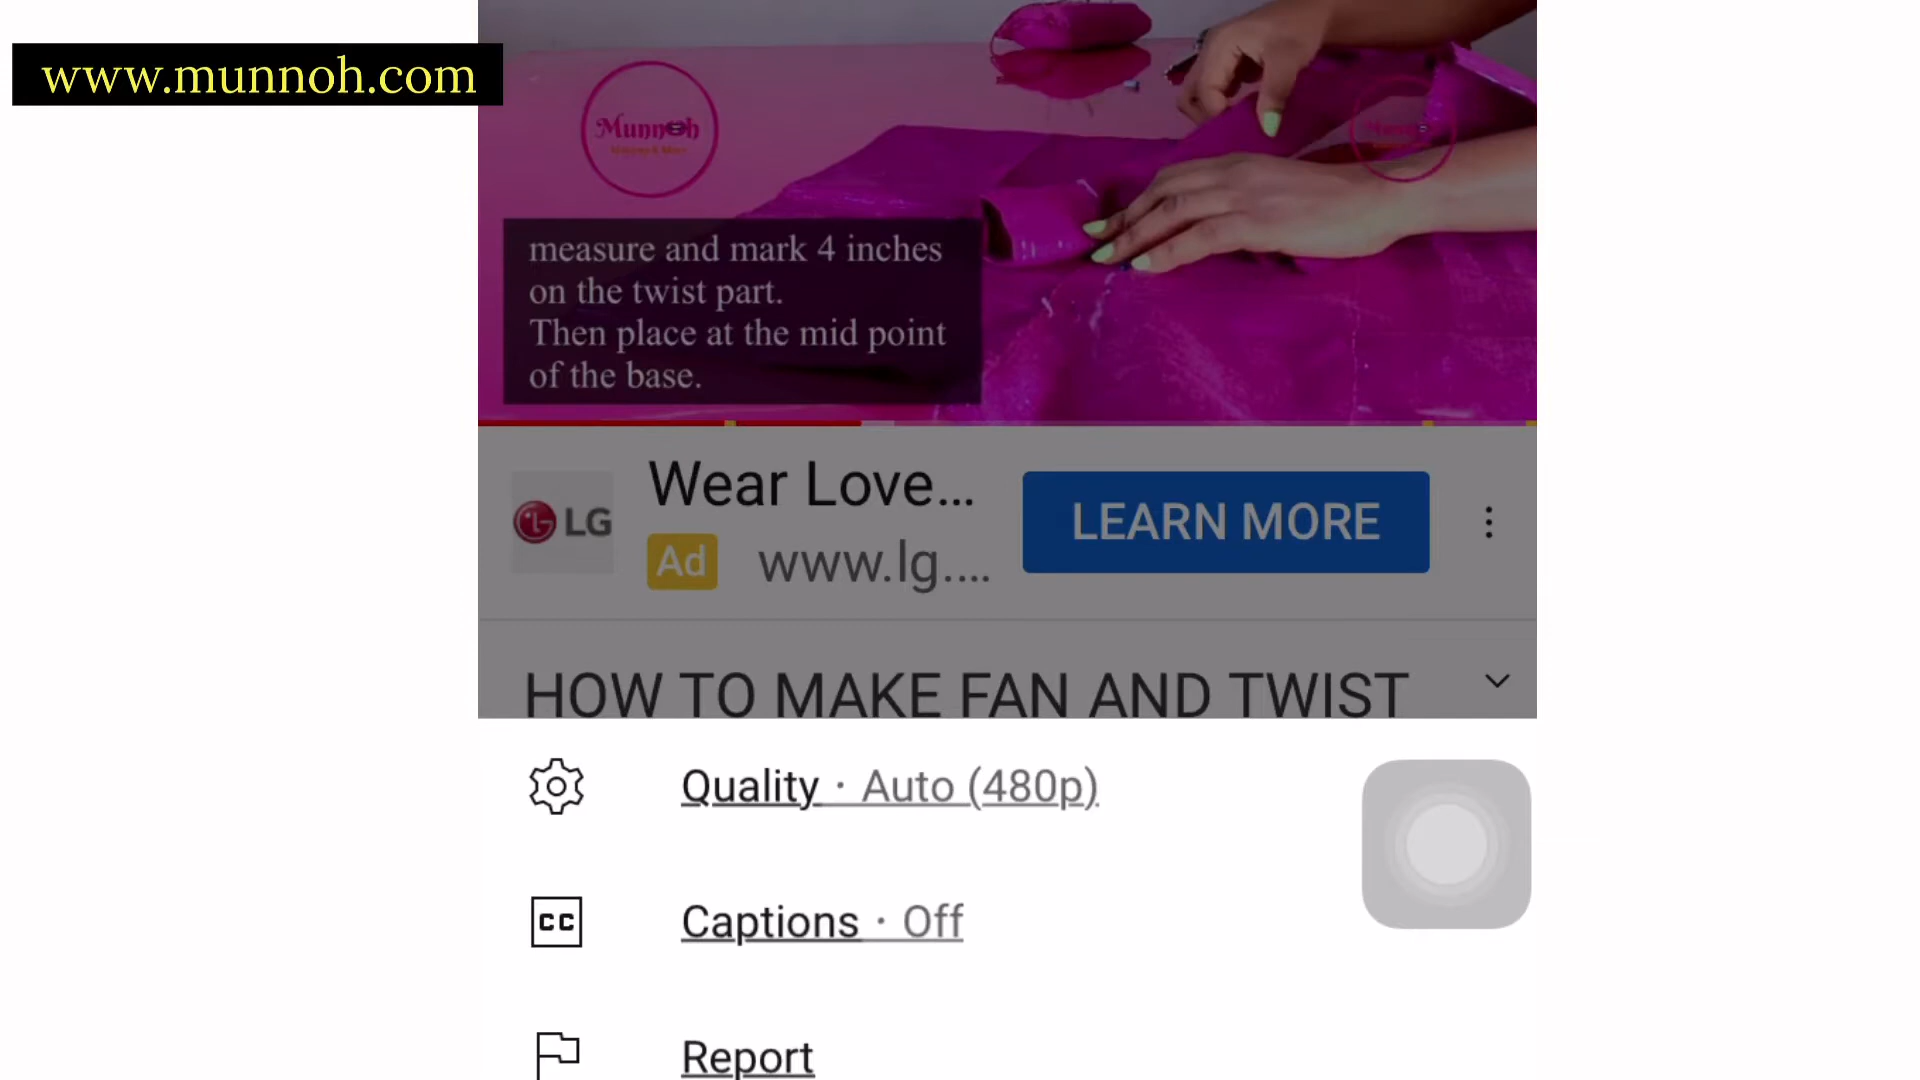 www.munnoh.com
Munnoh
measure and mark 4 inches
on the twist part.
Then place at the mid point
of the base.
LG
Wear Love...
Ad www.lg....
LEARN MORE
HOW TO MAKE FAN AND TWIST
Quality · Auto (480p)
CC
Captions · Off
Report